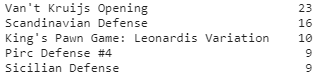 Van't Kruijs Opening 23
Scandinavian Defense 16
King's Pawn Game: Leonardis Variation 10
Pirc Defense #4 9
Sicilian Defense 9